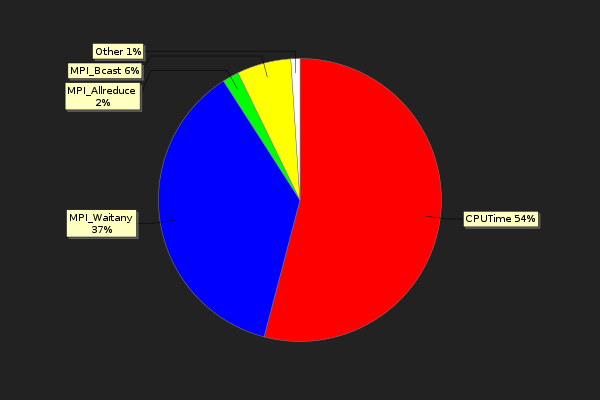 Other 1%
MPI_Bcast 6%
MPI_Allreduce
2%
MPI_Waitany
37%
CPUTime 54%